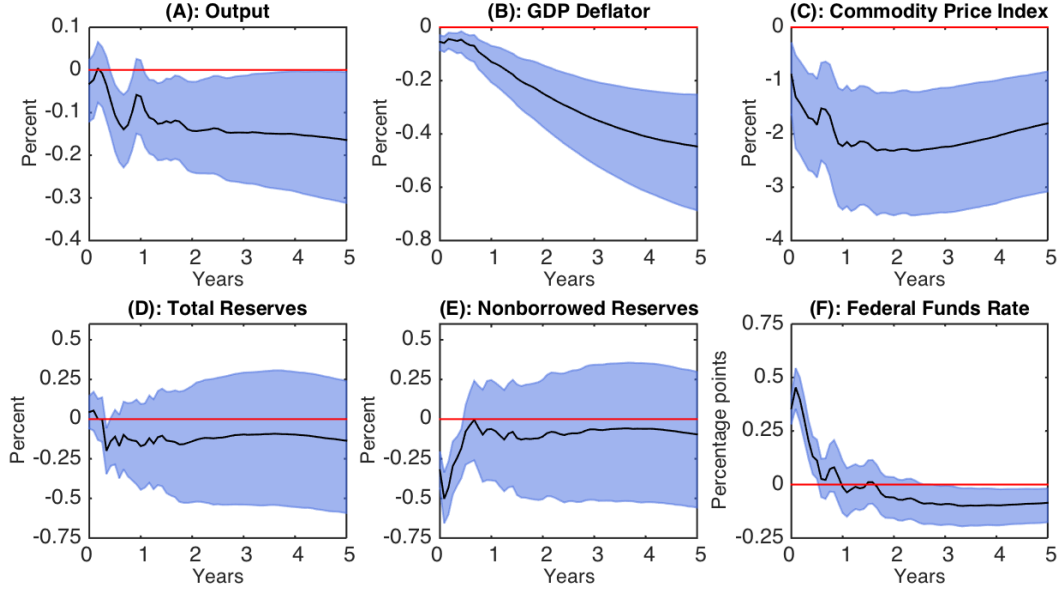 (A): Output
Percent
0.1
0
-0.1
-0.2
-0.3
-0.4
0 1 2 3 4 5
Years
(B): GDP Deflator
Percent
0
-0.2
-0.4
-0.6
-0.8
0 1 2 3 4 5
Years
(C): Commodity Price Index
Percent
0
-1
-2
-3
-4
0 1 2 3 4 5
Years
(D): Total Reserves
Percent
0.5
0.25
0
-0.25
-0.5
-0.75
0 1 2 3 4 5
Years
(E): Nonborrowed Reserves
Percent
0.5
0.25
0
-0.25
-0.5
-0.75
0 1 2 3 4 5
Years
(F): Federal Funds Rate
Percentage points
0.75
0.5
0.25
0
-0.25
0 1 2 3 4 5
Years